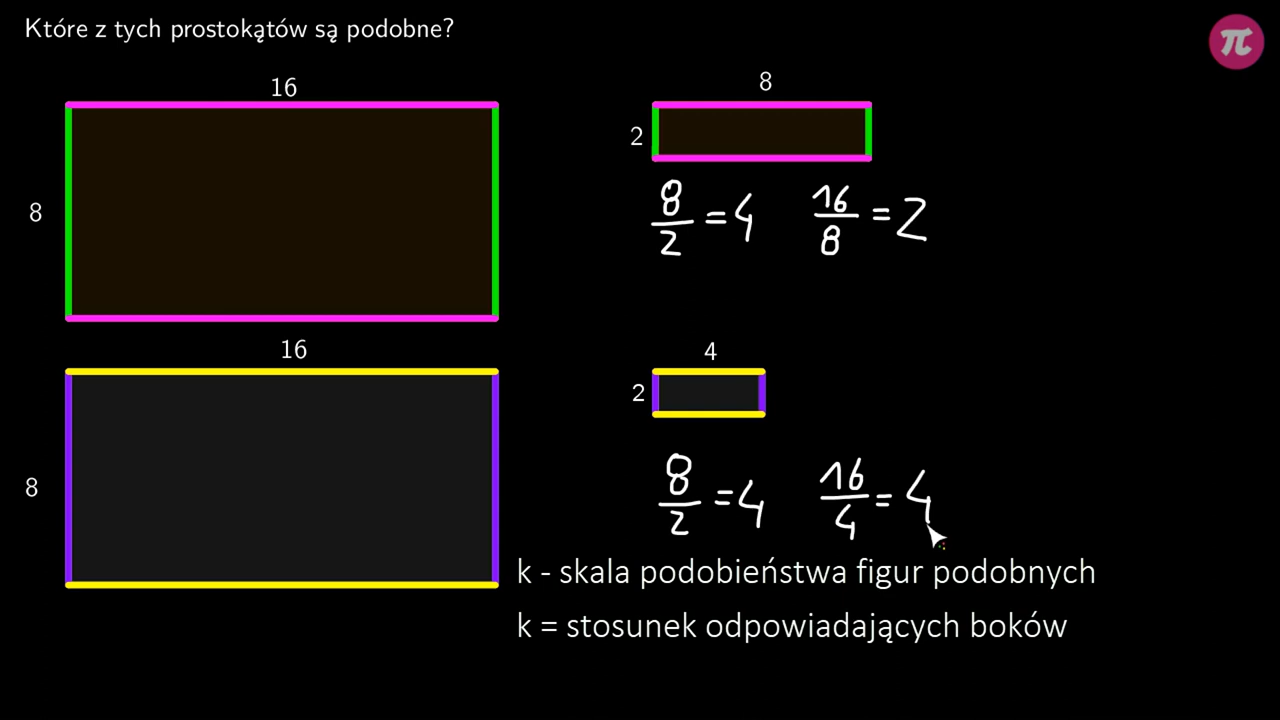 Które z tych prostokątów są podobne?
π
16
8
8
2
8/2 = 4
16/8 = 2
16
8
4
2
8/2 = 4
16/4 = 4
k - skala podobieństwa figur podobnych
k = stosunek odpowiadających boków